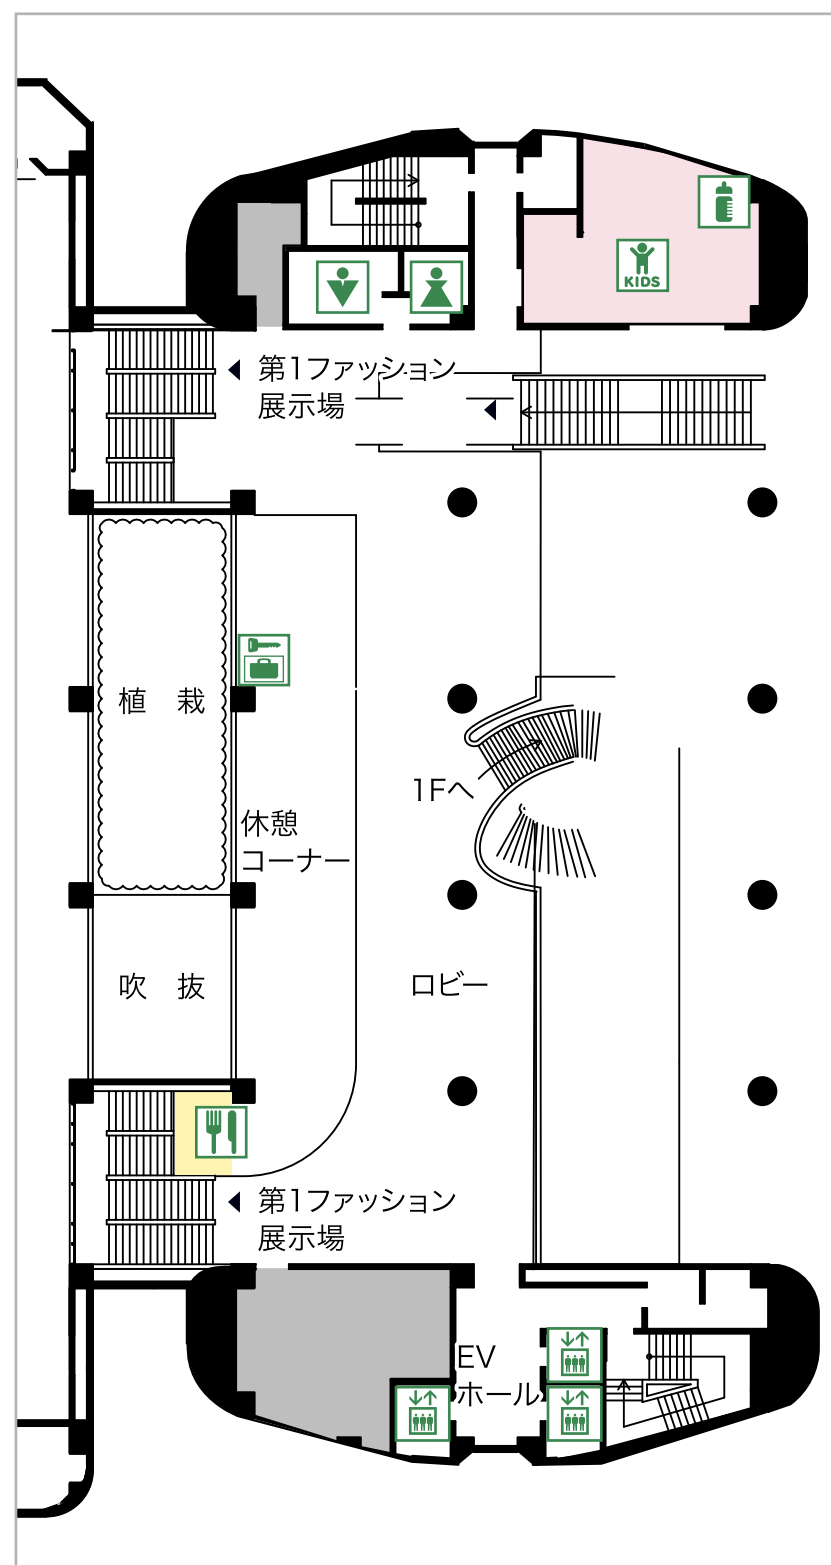 KIDS
第1ファッション
展示場
植　栽
1Fへ
休憩
コーナー
吹　抜
ロビー
第1ファッション
展示場
EV
ホール